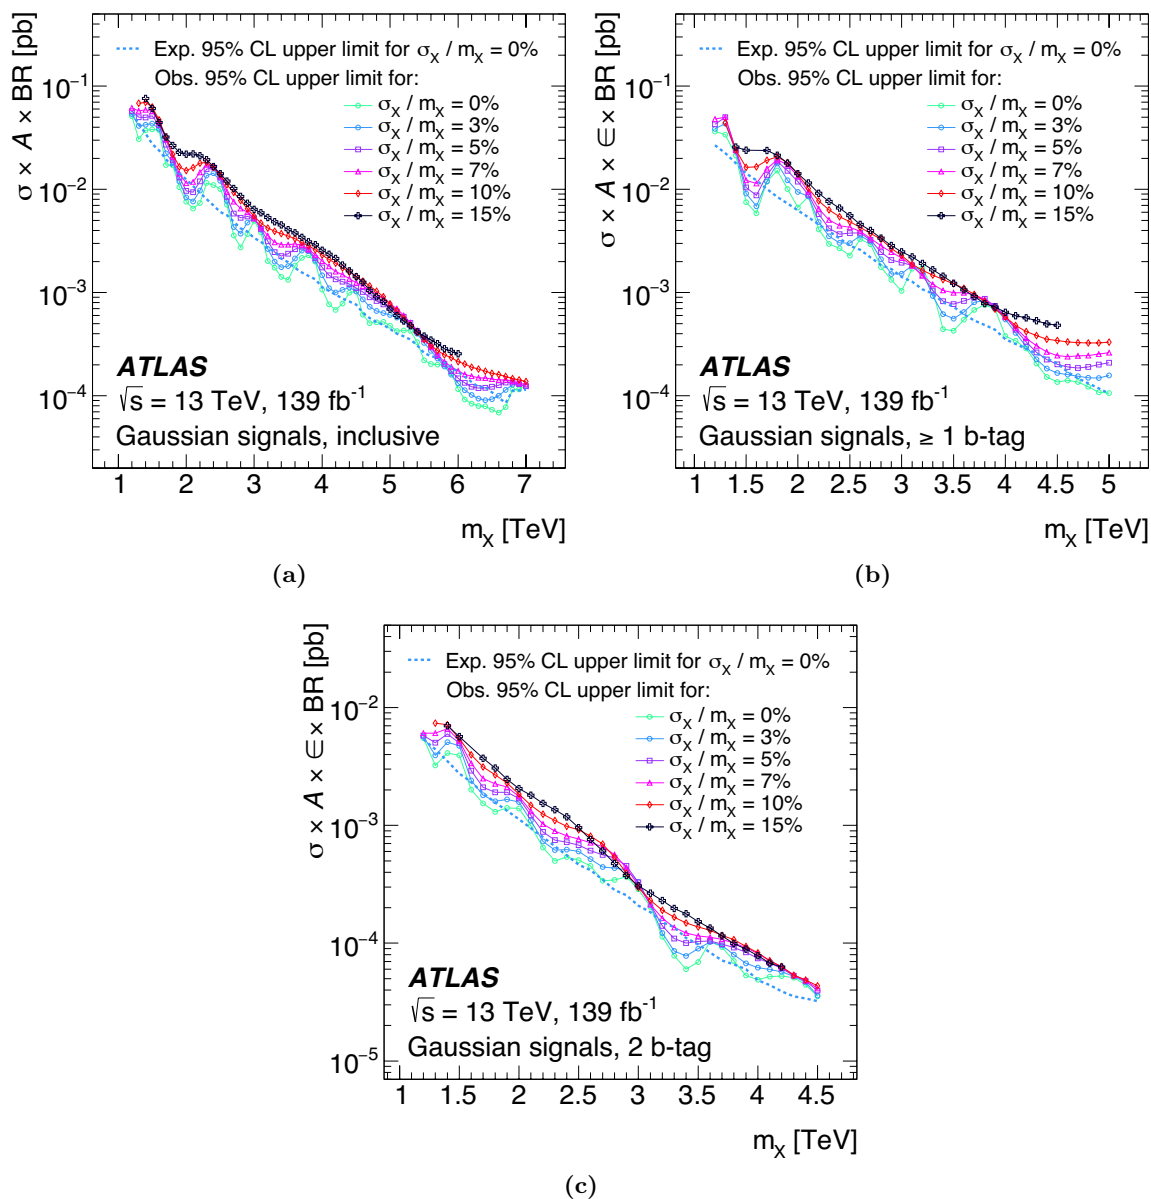 σ × A × BR [pb]
Exp. 95% CL upper limit for σX / mX = 0%
Obs. 95% CL upper limit for:
σX / mX = 0%
σX / mX = 3%
σX / mX = 5%
σX / mX = 7%
σX / mX = 10%
σX / mX = 15%
10−1
10−2
10−3
10−4
ATLAS
√s = 13 TeV, 139 fb-1
Gaussian signals, inclusive
1 2 3 4 5 6 7
mX [TeV]
(a)
σ × A × ∈ × BR [pb]
Exp. 95% CL upper limit for σX / mX = 0%
Obs. 95% CL upper limit for:
σX / mX = 0%
σX / mX = 3%
σX / mX = 5%
σX / mX = 7%
σX / mX = 10%
σX / mX = 15%
10−1
10−2
10−3
10−4
ATLAS
√s = 13 TeV, 139 fb-1
Gaussian signals, ≥ 1 b-tag
1 1.5 2 2.5 3 3.5 4 4.5 5
mX [TeV]
(b)
σ × A × ∈ × BR [pb]
Exp. 95% CL upper limit for σX / mX = 0%
Obs. 95% CL upper limit for:
σX / mX = 0%
σX / mX = 3%
σX / mX = 5%
σX / mX = 7%
σX / mX = 10%
σX / mX = 15%
10−2
10−3
10−4
10−5
ATLAS
√s = 13 TeV, 139 fb-1
Gaussian signals, 2 b-tag
1 1.5 2 2.5 3 3.5 4 4.5
mX [TeV]
(c)